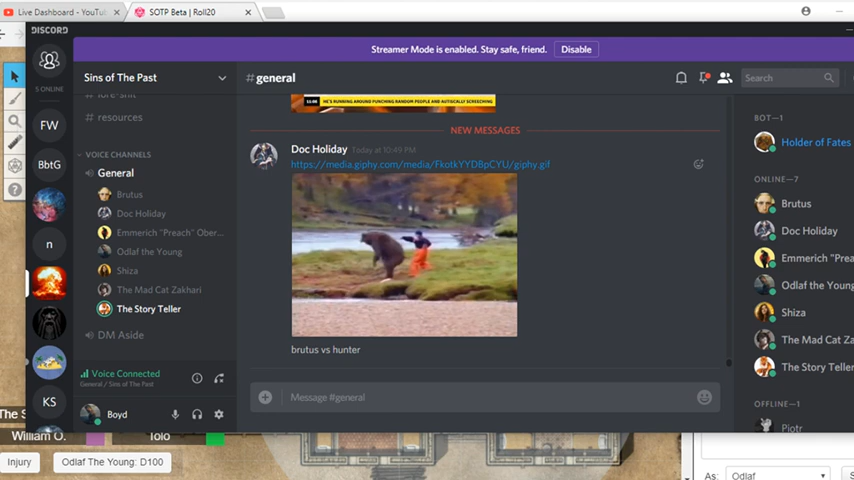 Live Dashboard - YouTu
SOTP Beta | Roll20
DISCORD
Streamer Mode is enabled. Stay safe, friend.
Disable
5 ONLINE
FW
BbtG
n
KS
Sins of The Past
resources
VOICE CHANNELS
General
Brutus
Doc Holiday
Emmerich "Preach" Ober...
Odlaf the Young
Shiza
The Mad Cat Zakhari
The Story Teller
DM Aside
Voice Connected
General / Sins of The Past
Boyd
#general
Search
11:00 HE'S RUNNING AROUND PUNCHING RANDOM PEOPLE AND AUTISTICALLY SCREECHING
NEW MESSAGES
Doc Holiday Today at 10:49 PM
https://media.giphy.com/media/FkotkYYDBpCYU/giphy.gif
brutus vs hunter
Message #general
BOT—1
Holder of Fates
ONLINE—7
Brutus
Doc Holiday
Emmerich "Prea
Odlaf the Young
Shiza
The Mad Cat Za
The Story Teller
OFFLINE—1
Piotr
The S
William O.
Tolo
Injury
Odlaf The Young: D100
As:
Odlaf